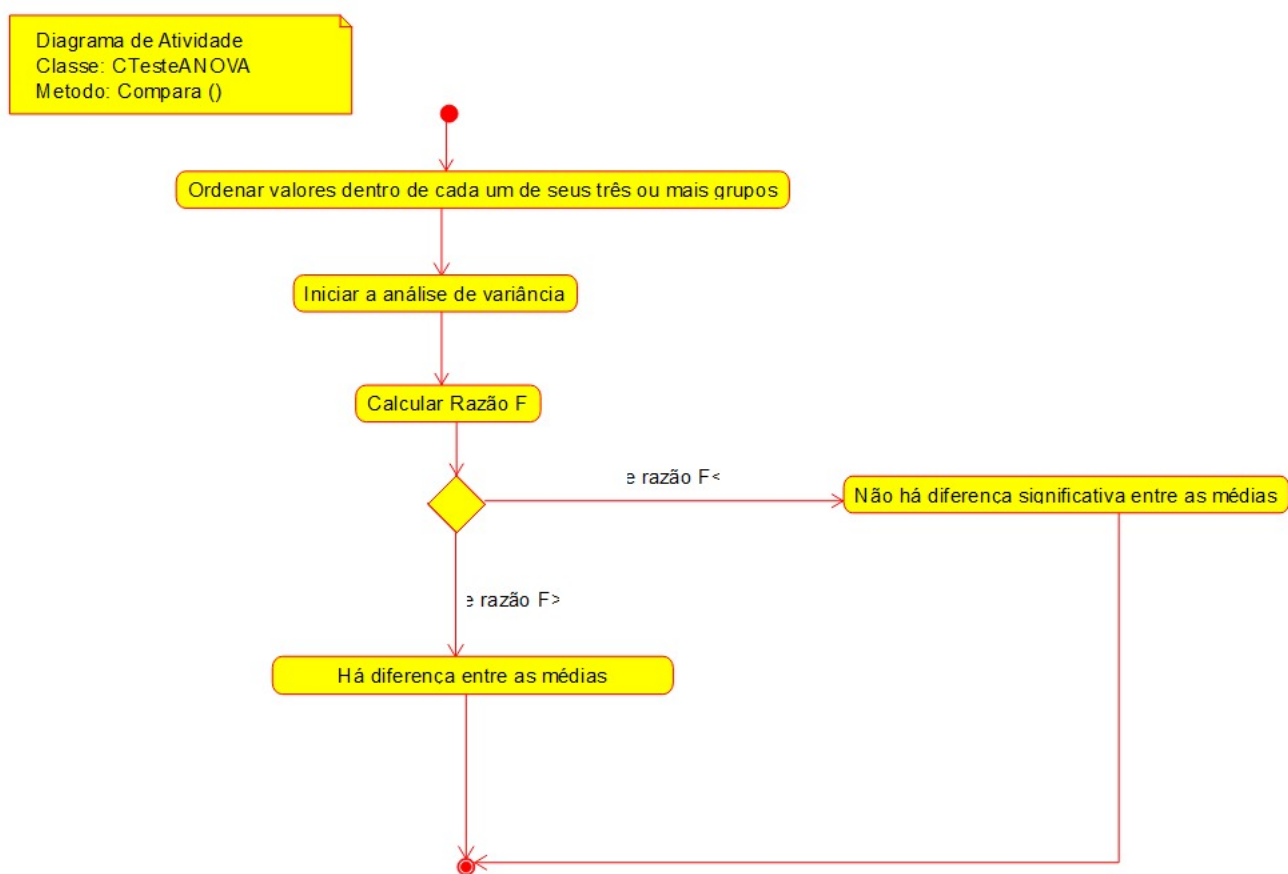 Diagrama de Atividade
Classe: CTesteANOVA
Metodo: Compara ()
Ordenar valores dentro de cada um de seus três ou mais grupos
Iniciar a análise de variância
Calcular Razão F
e razão F<
Não há diferença significativa entre as médias
e razão F>
Há diferença entre as médias